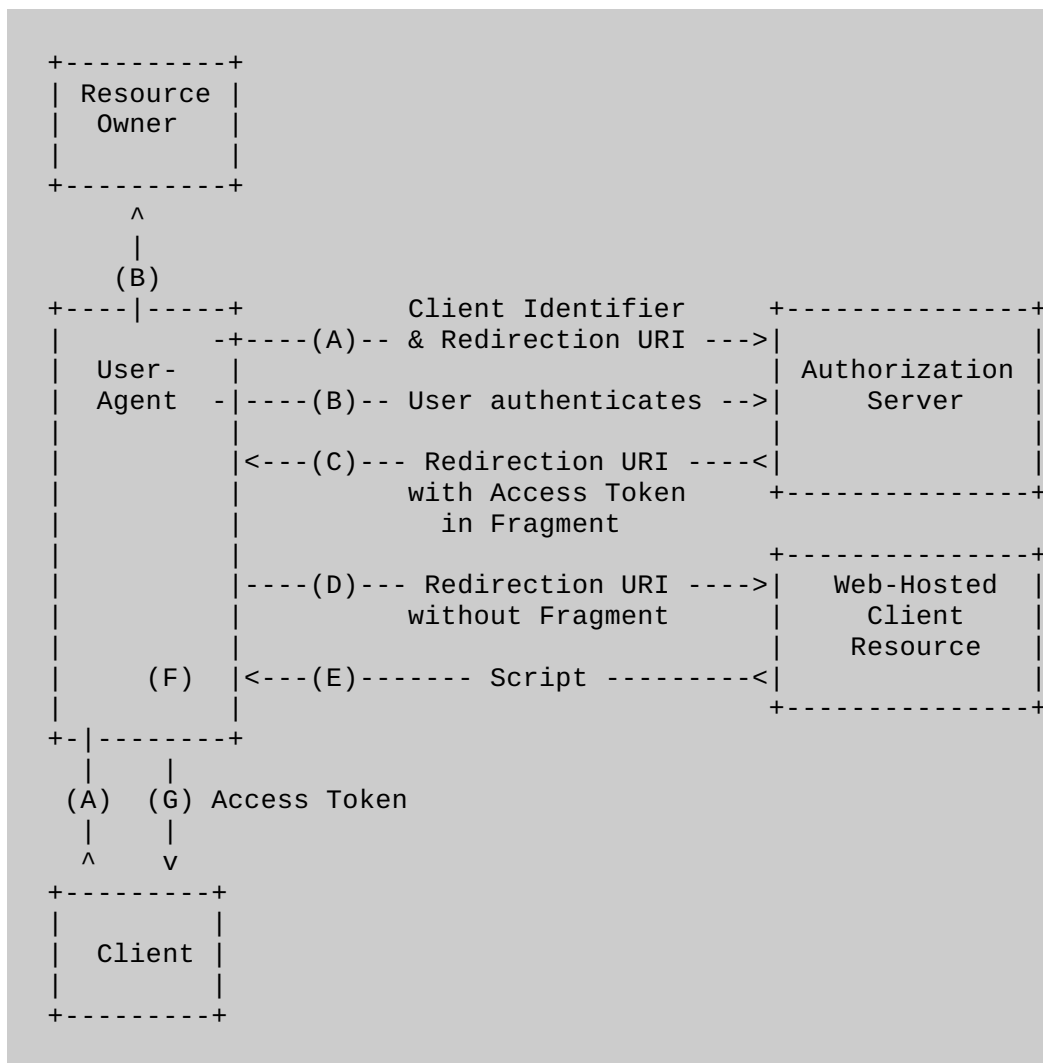 +----------+
| Resource |
|  Owner   |
|          |
+----------+
     ^
     |
    (B)
+----|-----+          Client Identifier     +---------------+
|         -+----(A)-- & Redirection URI --->|               |
|  User-   |                                | Authorization |
|  Agent  -|----(B)-- User authenticates -->|     Server    |
|          |                                |               |
|          |<---(C)--- Redirection URI ----<|               |
|          |          with Access Token     +---------------+
|          |            in Fragment
|          |                                +---------------+
|          |----(D)--- Redirection URI ---->|   Web-Hosted  |
|          |          without Fragment      |     Client    |
|          |                                |    Resource   |
|     (F)  |<---(E)------- Script ---------<|               |
|          |                                +---------------+
+-|--------+
  |    |
 (A)  (G) Access Token
  |    |
  ^    v
+---------+
|         |
|  Client |
|         |
+---------+